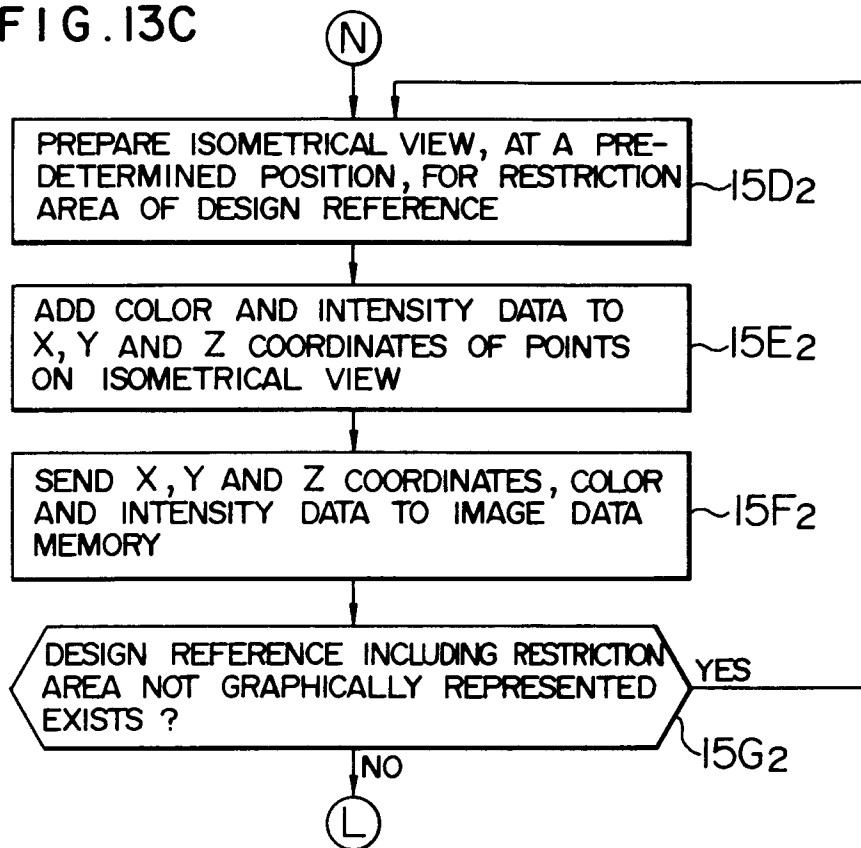 FIG.13C
N
PREPARE ISOMETRICAL VIEW, AT A PRE-
DETERMINED POSITION, FOR RESTRICTION
AREA OF DESIGN REFERENCE
15D2
ADD COLOR AND INTENSITY DATA TO
X, Y AND Z COORDINATES OF POINTS
ON ISOMETRICAL VIEW
15E2
SEND X, Y AND Z COORDINATES, COLOR
AND INTENSITY DATA TO IMAGE DATA
MEMORY
15F2
DESIGN REFERENCE INCLUDING RESTRICTION
AREA NOT GRAPHICALLY REPRESENTED
EXISTS ?
YES
15G2
NO
L